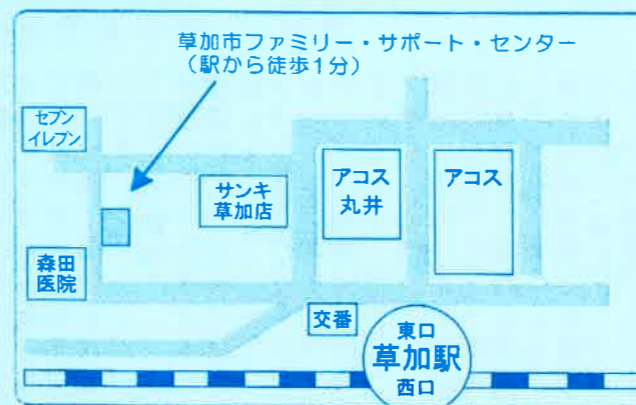 草加市ファミリー・サポート・センター
（駅から徒歩1分）
セブン
イレブン
サンキ
草加店
アコス
丸井
アコス
森田
医院
交番
東口
草加駅
西口